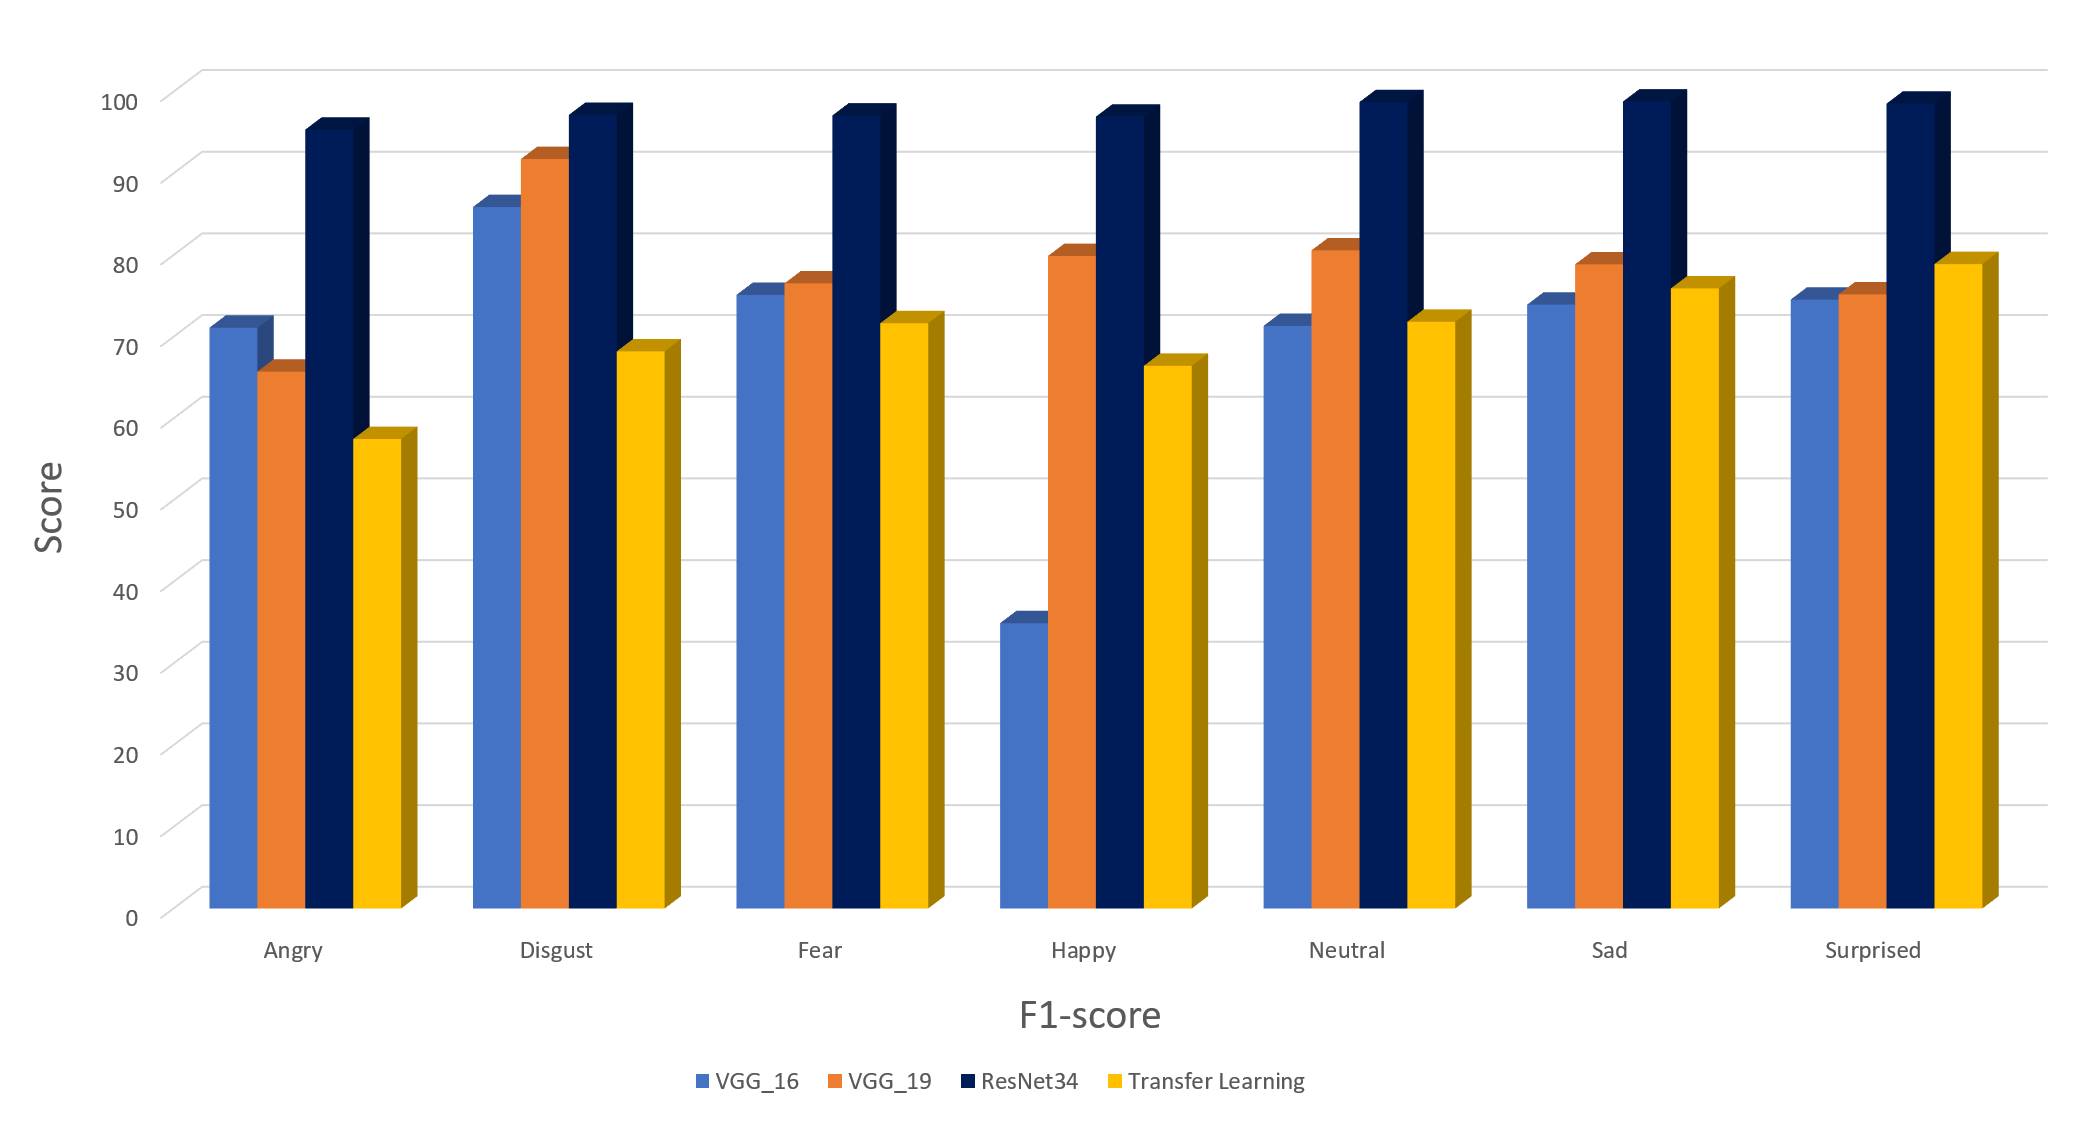 100
90
80
70
60
50
40
30
20
10
0
Score
Angry Disgust Fear Happy Neutral Sad Surprised
F1-score
VGG_16 VGG_19 ResNet34 Transfer Learning